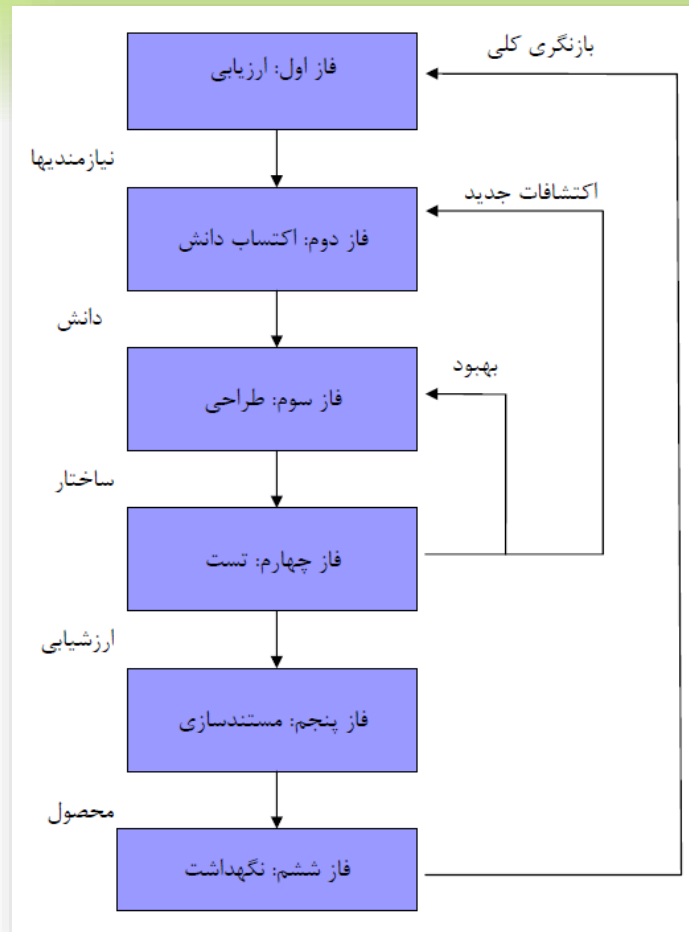 بازنگری کلی
فاز اول: ارزیابی
نیازمندیها
اکتشافات جدید
فاز دوم: اکتساب دانش
دانش
بهبود
فاز سوم: طراحی
ساختار
فاز چهارم: تست
ارزشیابی
فاز پنجم: مستندسازی
محصول
فاز ششم: نگهداشت